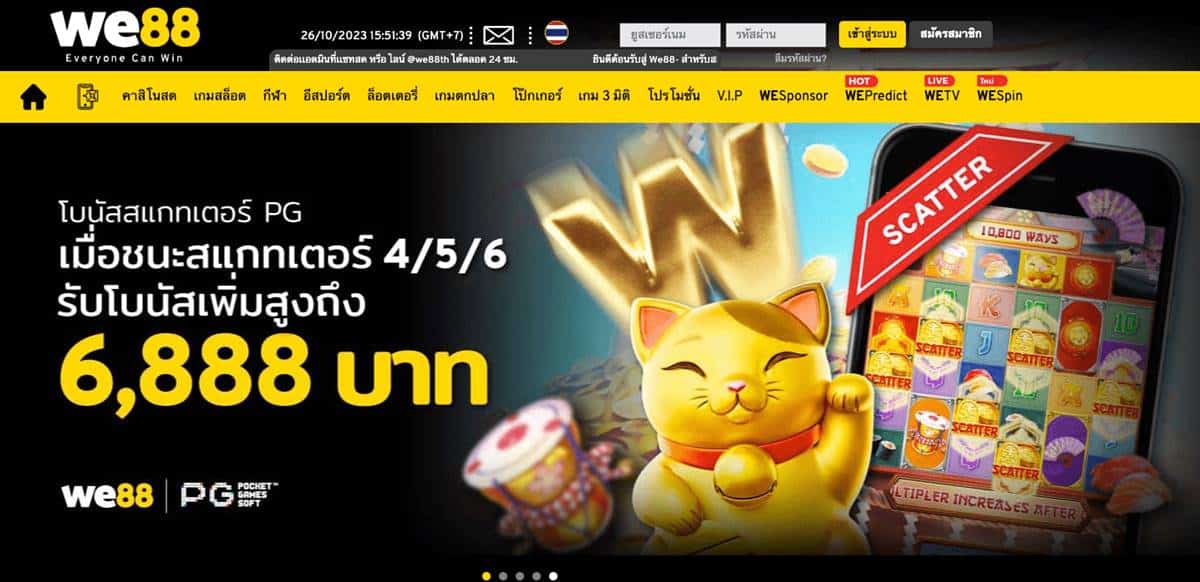 we88
Everyone Can Win
26/10/2023 15:51:39 (GMT+7)
ยูสเซอร์เนม
รหัสผ่าน
เข้าสู่ระบบ
สมัครสมาชิก
ติดต่อแอดมินที่แชทสด หรือ ไลน์ @we88th ได้ตลอด 24 ชม.
ยินดีต้อนรับสู่ We88- สำหรับส
ลืมรหัสผ่าน?
คาสิโนสด
เกมสล็อต
กีฬา
อีสปอร์ต
ล็อตเตอรี่
เกมตกปลา
โป๊กเกอร์
เกม 3 มิติ
โปรโมชั่น
V.I.P
WESponsor
HOT
WEPredict
LIVE
WETV
ใหม่
WESpin
โบนัสสแกทเตอร์ PG
เมื่อชนะสแกทเตอร์ 4/5/6
รับโบนัสเพิ่มสูงถึง
6,888 บาท
we88
PG POCKET GAMES SOFT™
W
SCATTER
10,800 WAYS
K
10
J
SCATTER
SCATTER
SCATTER
SCATTER
SCATTER
SCATTER
LTIPLER INCREASES AFTER